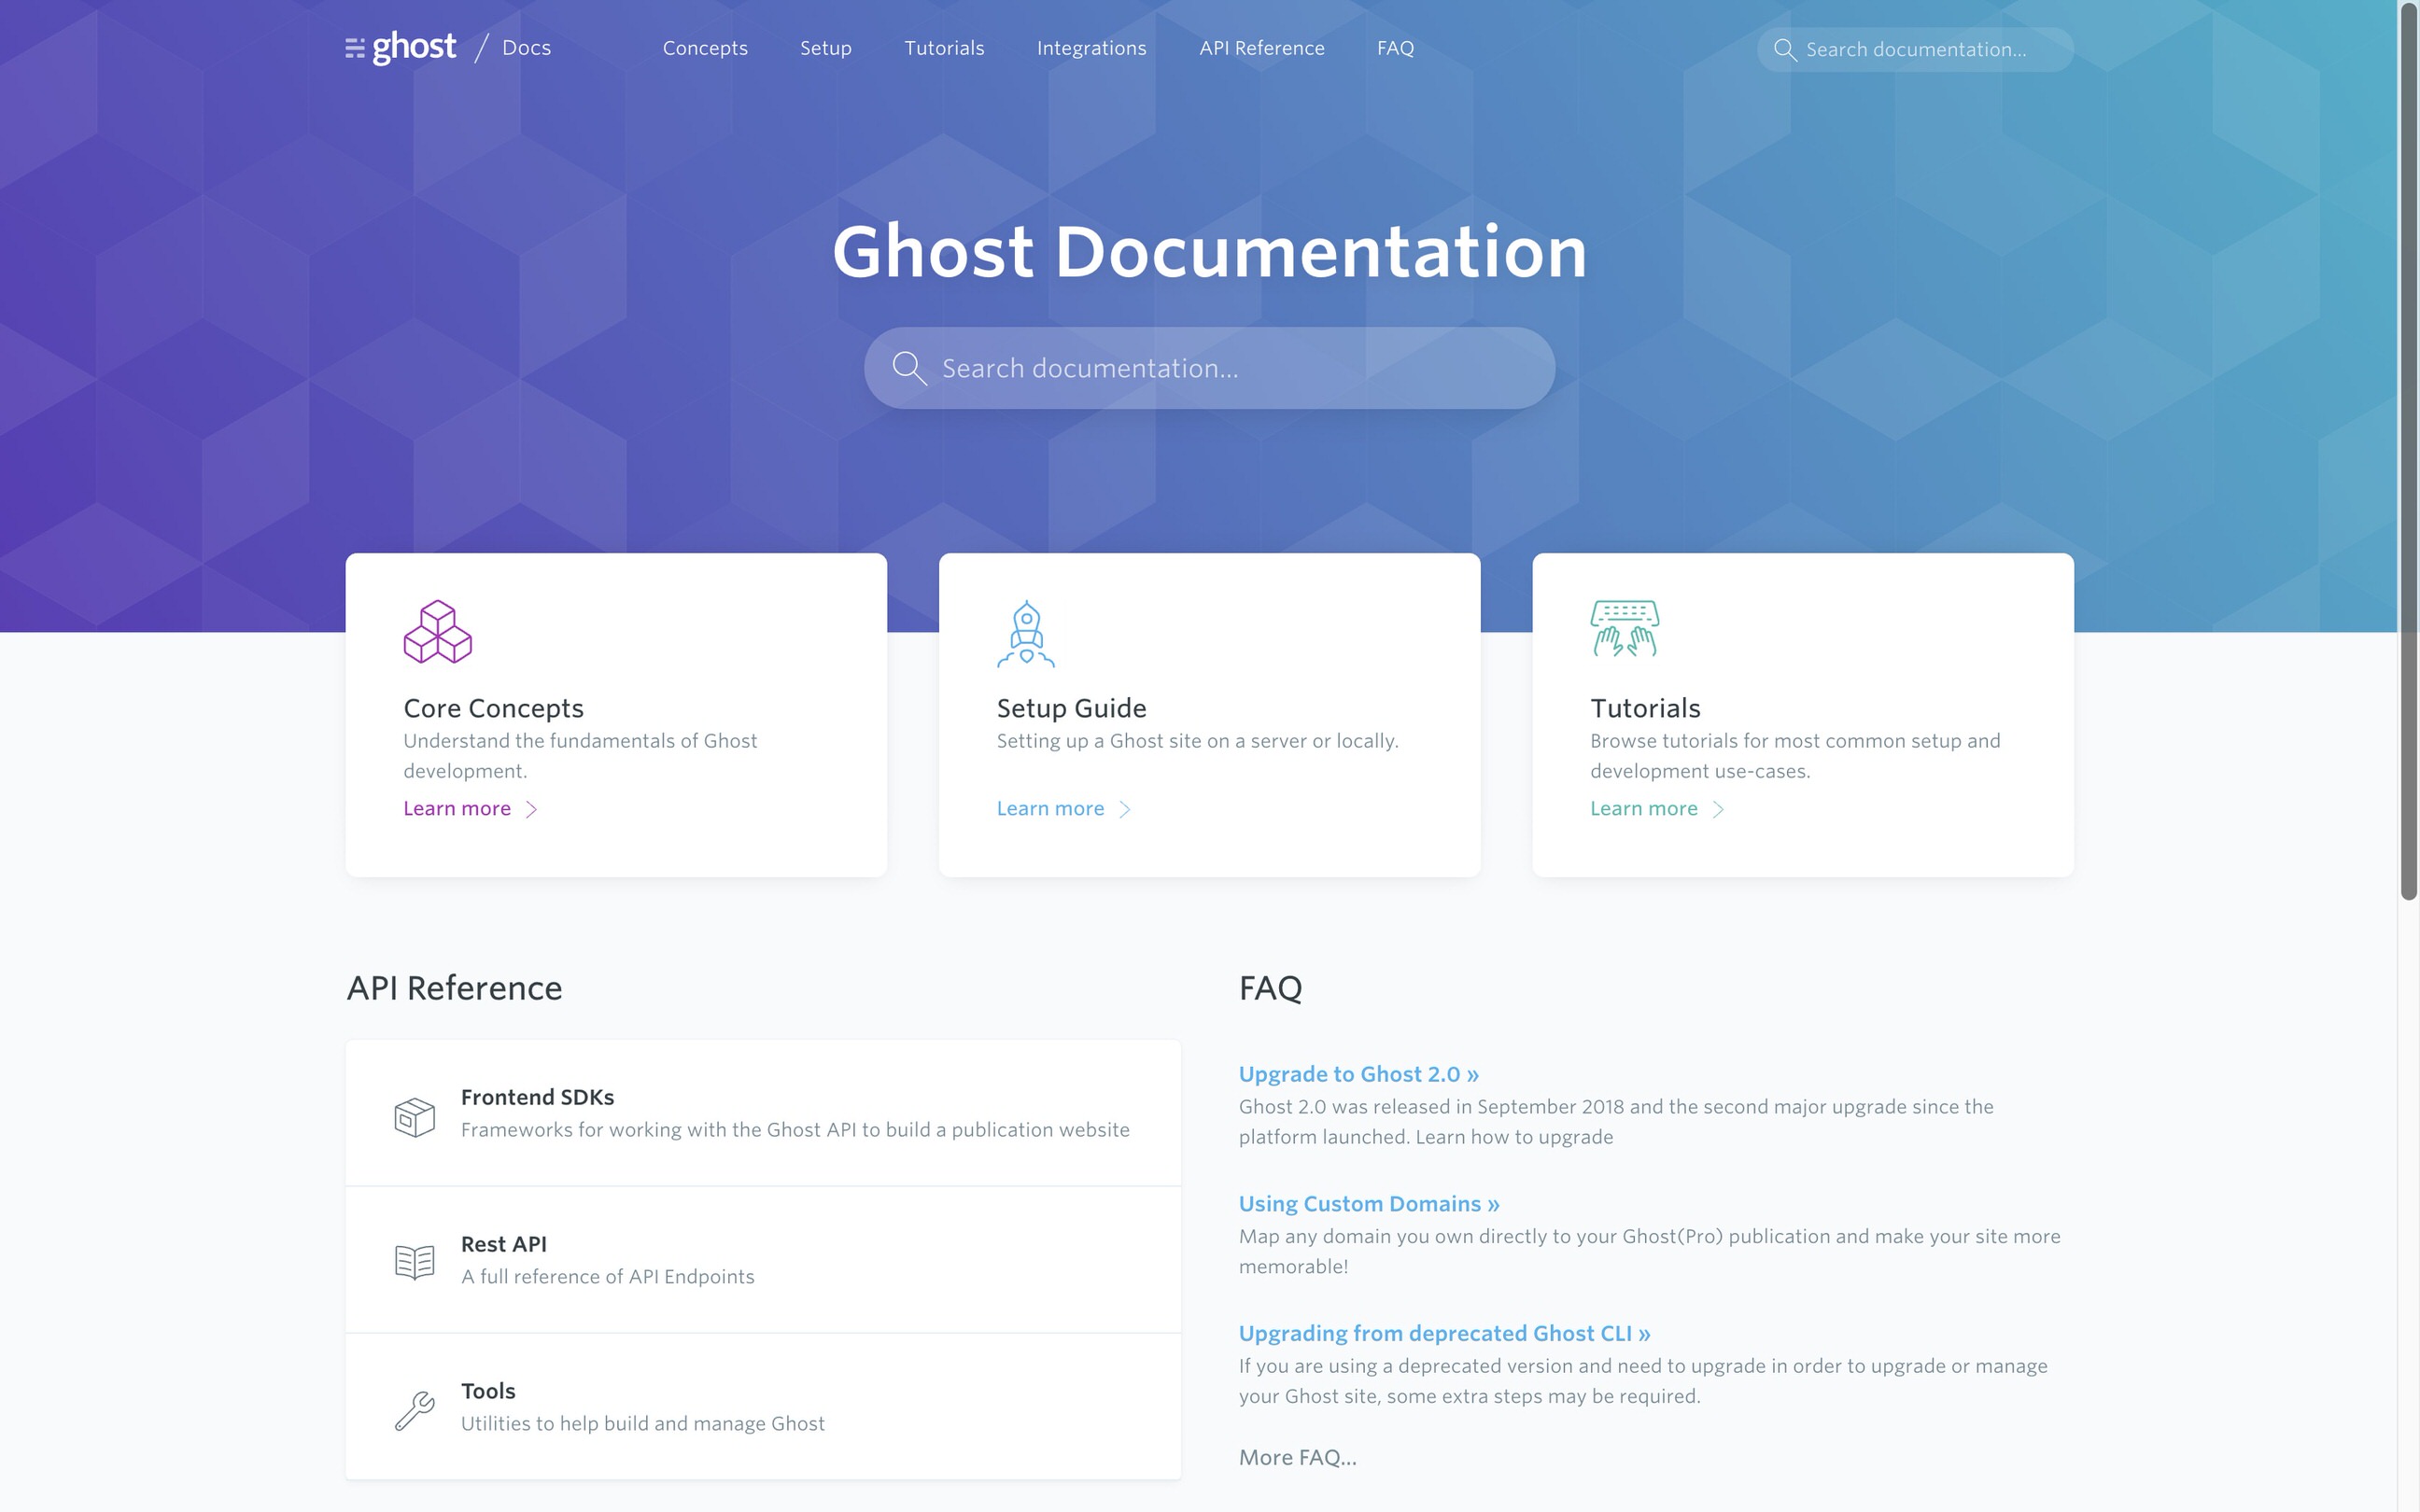 ghost / Docs
Concepts
Setup
Tutorials
Integrations
API Reference
FAQ
Search documentation...
Ghost Documentation
Search documentation...
Core Concepts
Understand the fundamentals of Ghost
development.
Learn more
Setup Guide
Setting up a Ghost site on a server or locally.
Learn more
Tutorials
Browse tutorials for most common setup and
development use-cases.
Learn more
API Reference
Frontend SDKs
Frameworks for working with the Ghost API to build a publication website
Rest API
A full reference of API Endpoints
Tools
Utilities to help build and manage Ghost
FAQ
Upgrade to Ghost 2.0 »
Ghost 2.0 was released in September 2018 and the second major upgrade since the
platform launched. Learn how to upgrade
Using Custom Domains »
Map any domain you own directly to your Ghost(Pro) publication and make your site more
memorable!
Upgrading from deprecated Ghost CLI »
If you are using a deprecated version and need to upgrade in order to upgrade or manage
your Ghost site, some extra steps may be required.
More FAQ...